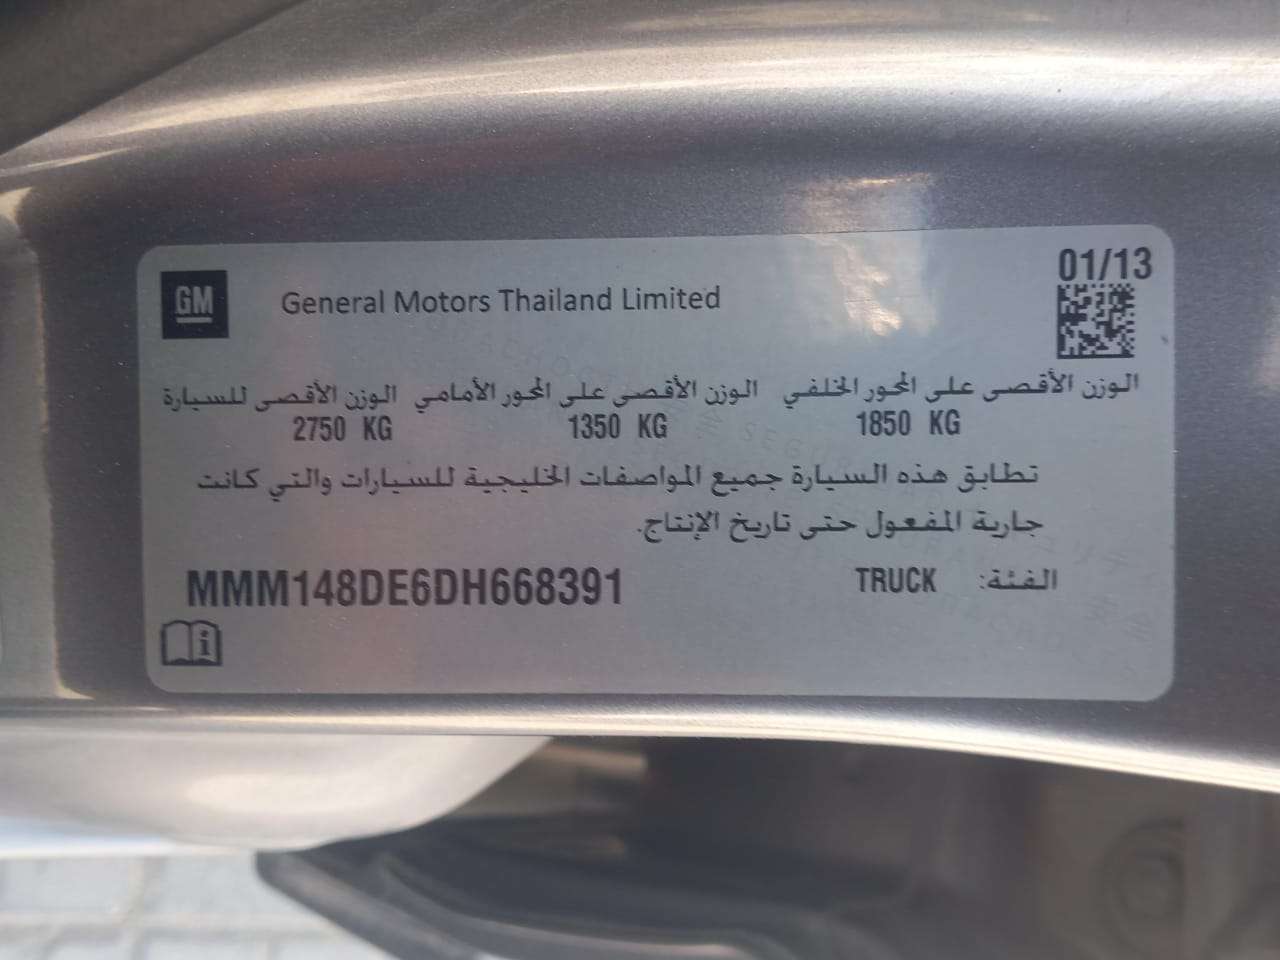 GM General Motors Thailand Limited 01/13
الوزن الأقصى على المحور الخلفي الوزن الأقصى على المحور الأمامي الوزن الأقصى للسيارة
1850 KG 1350 KG 2750 KG
تطابق هذه السيارة جميع المواصفات الخليجية للسيارات والتي كانت
جارية المفعول حتى تاريخ الإنتاج.
الفئة: TRUCK MMM148DE6DH668391
i